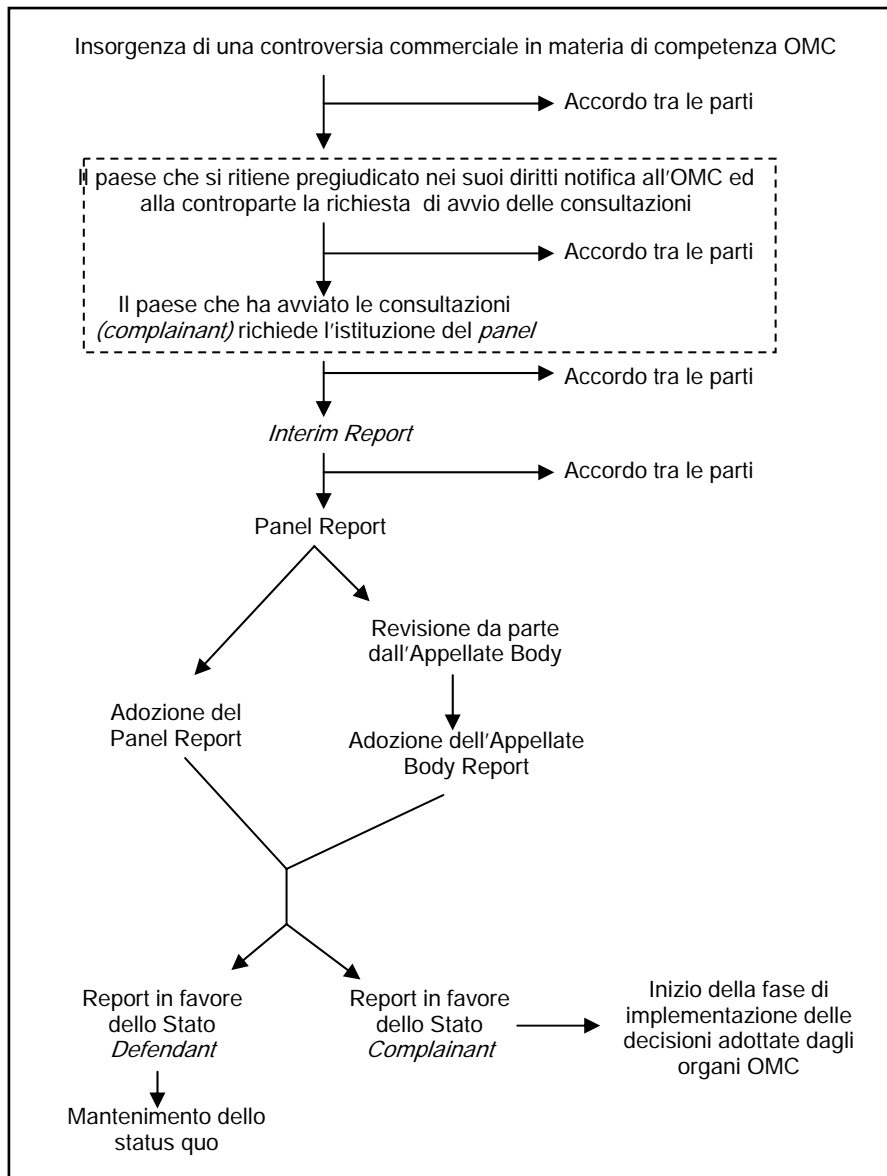 Insorgenza di una controversia commerciale in materia di competenza OMC
Accordo tra le parti
Il paese che si ritiene pregiudicato nei suoi diritti notifica all'OMC ed
alla controparte la richiesta di avvio delle consultazioni
Accordo tra le parti
Il paese che ha avviato le consultazioni
(complainant) richiede l'istituzione del panel
Accordo tra le parti
Interim Report
Accordo tra le parti
Panel Report
Revisione da parte
dall'Appellate Body
Adozione del
Panel Report
Adozione dell'Appellate
Body Report
Report in favore
dello Stato
Defendant
Report in favore
dello Stato
Complainant
Inizio della fase di
implementazione delle
decisioni adottate dagli
organi OMC
Mantenimento dello
status quo